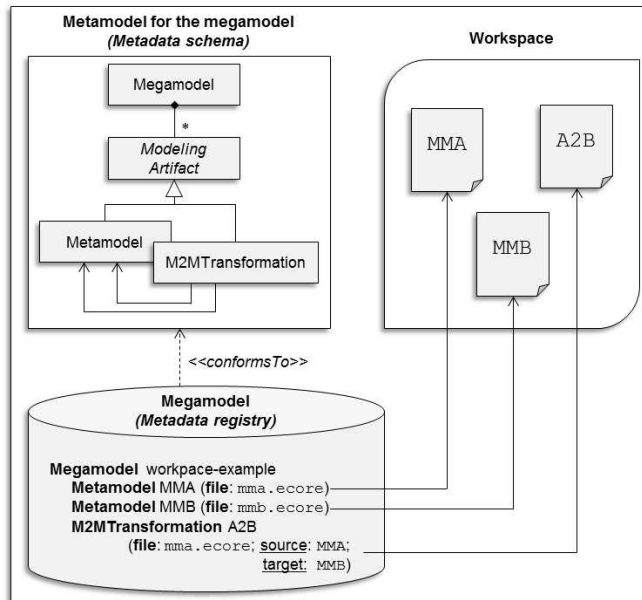 Metamodel for the megamodel
(Metadata schema)
Megamodel
*
Modeling
Artifact
Metamodel
M2MTransformation
<<conformsTo>>
Workspace
MMA
A2B
MMB
Megamodel
(Metadata registry)
Megamodel workpace-example
Metamodel MMA (file: mma.ecore)
Metamodel MMB (file: mmb.ecore)
M2MTransformation A2B
(file: mma.ecore; source: MMA;
target: MMB)